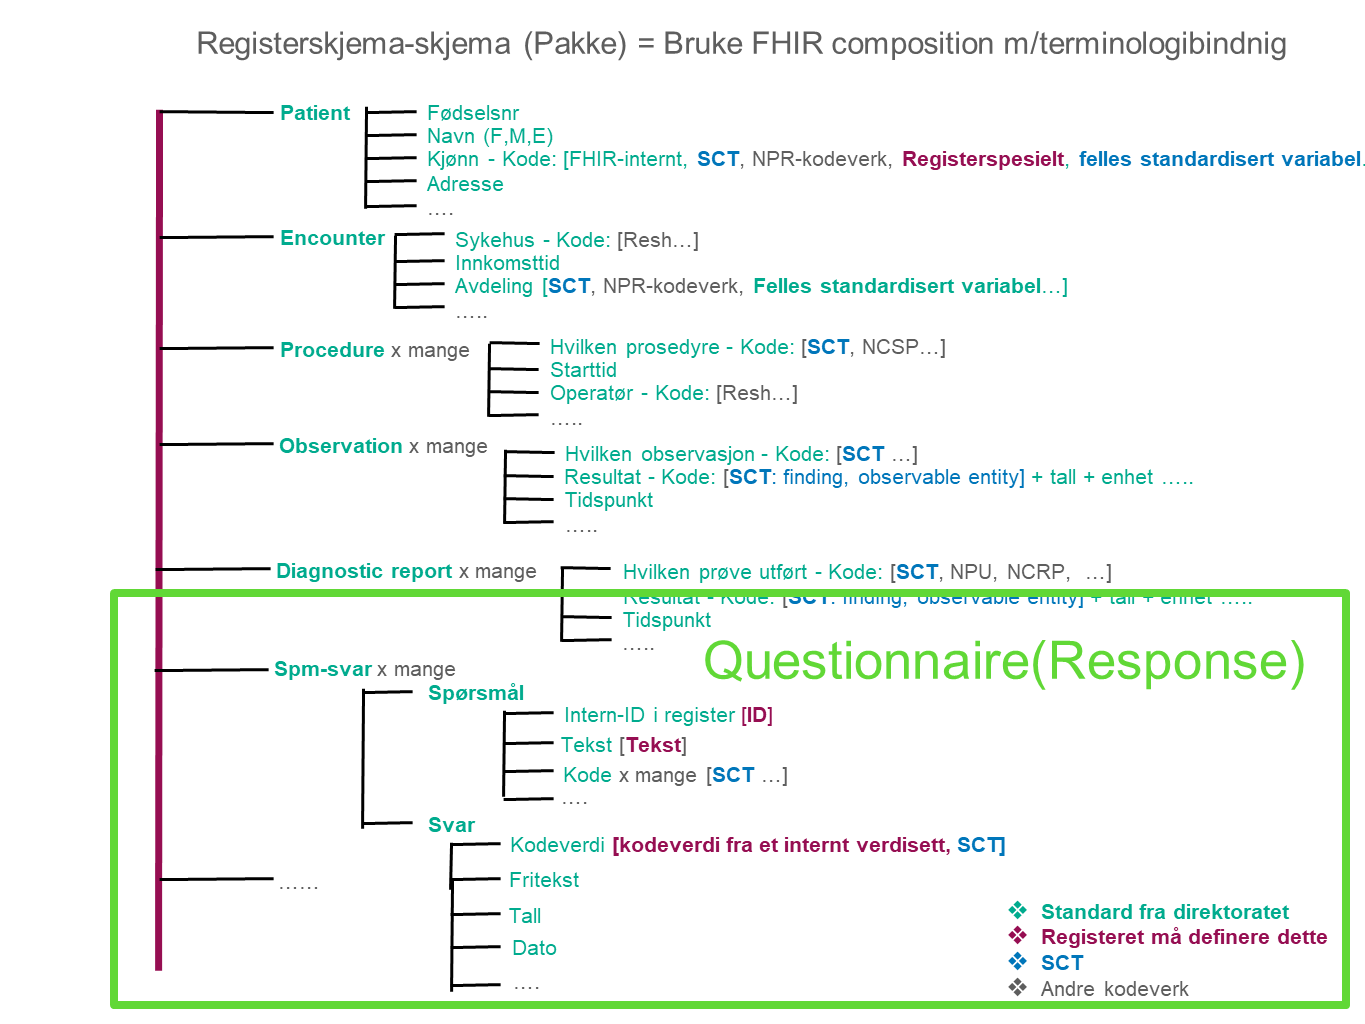 Registerskjema-skjema (Pakke) = Bruke FHIR composition m/terminologibindnig
Patient
Fødselsnr
Navn (F,M,E)
Kjønn - Kode: [FHIR-internt, SCT, NPR-kodeverk, Registerspesielt, felles standardisert variabel.
Adresse
….
Encounter
Sykehus - Kode: [Resh…]
Innkomsttid
Avdeling [SCT, NPR-kodeverk, Felles standardisert variabel…]
…..
Procedure x mange
Hvilken prosedyre - Kode: [SCT, NCSP…]
Starttid
Operatør - Kode: [Resh…]
…..
Observation x mange
Hvilken observasjon - Kode: [SCT …]
Resultat - Kode: [SCT: finding, observable entity] + tall + enhet …..
Tidspunkt
…..
Diagnostic report x mange
Hvilken prøve utført - Kode: [SCT, NPU, NCRP, …]
Resultat - Kode: [SCT: finding, observable entity] + tall + enhet …..
Tidspunkt
…..
Questionnaire(Response)
Spm-svar x mange
Spørsmål
Intern-ID i register [ID]
Tekst [Tekst]
Kode x mange [SCT …]
….
Svar
Kodeverdi [kodeverdi fra et internt verdisett, SCT]
Fritekst
Tall
Dato
….
……
❖ Standard fra direktoratet
❖ Registeret må definere dette
❖ SCT
❖ Andre kodeverk